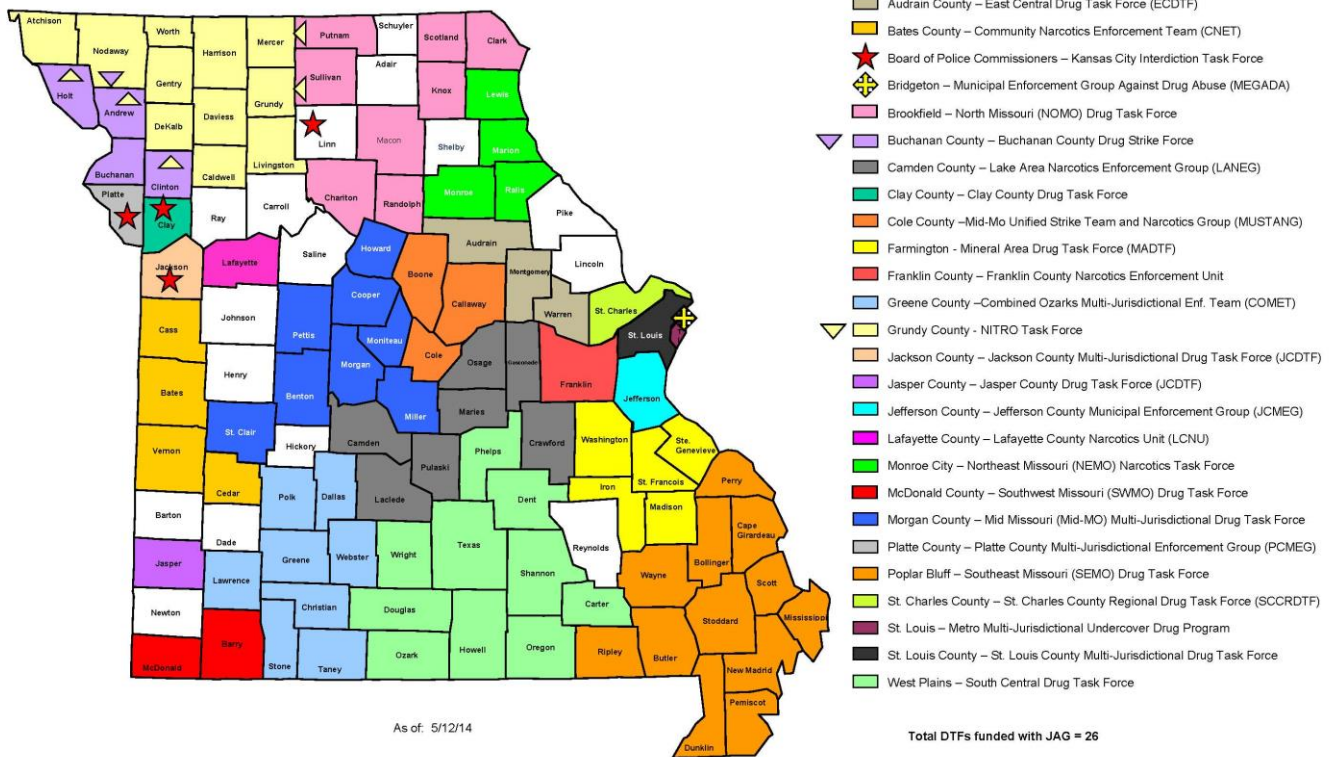 Atchison
Nodaway
Worth
Harrison
Mercer
Putnam
Schuyler
Scotland
Clark
Adair
Sullivan
Gentry
Holt
Andrew
Grundy
Knox
Lewis
DeKalb
Daviess
Linn
Macon
Shelby
Marion
Livingston
Buchanan
Clinton
Caldwell
Chariton
Randolph
Monroe
Ralls
Platte
Clay
Ray
Carroll
Pike
Howard
Audrain
Jackson
Lafayette
Saline
Boone
Montgomery
Lincoln
Cooper
Callaway
Warren
St. Charles
Johnson
Cass
Pettis
Moniteau
St. Louis
Cole
Osage
Gasconade
Morgan
Franklin
Henry
Jefferson
Bates
Benton
Miller
Maries
St. Clair
Camden
Crawford
Washington
Ste.
Genevieve
Hickory
Phelps
Vernon
Pulaski
St. Francois
Perry
Cedar
Polk
Dallas
Laclede
Dent
Iron
Madison
Barton
Cape
Girardeau
Dade
Reynolds
Greene
Webster
Wright
Texas
Bollinger
Jasper
Lawrence
Shannon
Wayne
Scott
Christian
Newton
Douglas
Carter
Stoddard
Mississippi
Barry
McDonald
Stone
Taney
Ozark
Howell
Oregon
Ripley
Butler
New Madrid
Pemiscot
Dunklin
As of: 5/12/14
Audrain County – East Central Drug Task Force (ECDTF)
Bates County – Community Narcotics Enforcement Team (CNET)
Board of Police Commissioners – Kansas City Interdiction Task Force
Bridgeton – Municipal Enforcement Group Against Drug Abuse (MEGADA)
Brookfield – North Missouri (NOMO) Drug Task Force
Buchanan County – Buchanan County Drug Strike Force
Camden County – Lake Area Narcotics Enforcement Group (LANEG)
Clay County – Clay County Drug Task Force
Cole County –Mid-Mo Unified Strike Team and Narcotics Group (MUSTANG)
Farmington - Mineral Area Drug Task Force (MADTF)
Franklin County – Franklin County Narcotics Enforcement Unit
Greene County –Combined Ozarks Multi-Jurisdictional Enf. Team (COMET)
Grundy County - NITRO Task Force
Jackson County – Jackson County Multi-Jurisdictional Drug Task Force (JCDTF)
Jasper County – Jasper County Drug Task Force (JCDTF)
Jefferson County – Jefferson County Municipal Enforcement Group (JCMEG)
Lafayette County – Lafayette County Narcotics Unit (LCNU)
Monroe City – Northeast Missouri (NEMO) Narcotics Task Force
McDonald County – Southwest Missouri (SWMO) Drug Task Force
Morgan County – Mid Missouri (Mid-MO) Multi-Jurisdictional Drug Task Force
Platte County – Platte County Multi-Jurisdictional Enforcement Group (PCMEG)
Poplar Bluff – Southeast Missouri (SEMO) Drug Task Force
St. Charles County – St. Charles County Regional Drug Task Force (SCCRDTF)
St. Louis – Metro Multi-Jurisdictional Undercover Drug Program
St. Louis County – St. Louis County Multi-Jurisdictional Drug Task Force
West Plains – South Central Drug Task Force
Total DTFs funded with JAG = 26